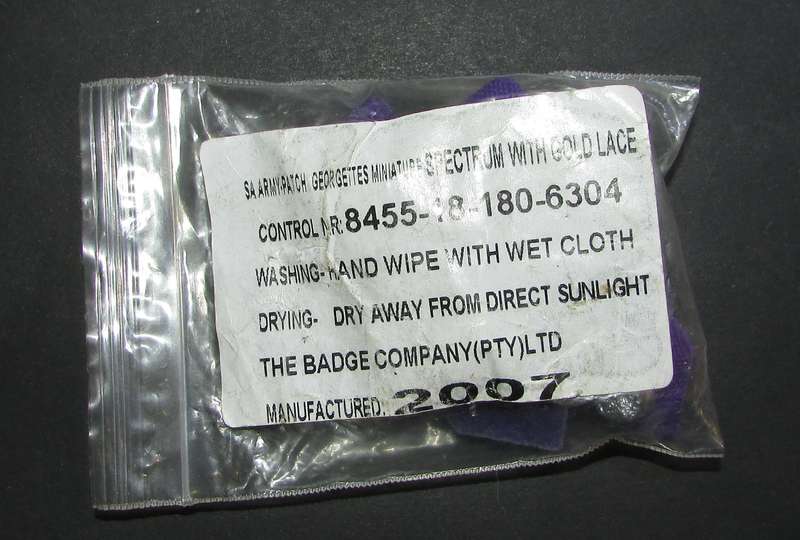 SA ARMY-PATCH GEORGETTES MINIATURE SPECTRUM WITH GOLD LACE
CONTROL NR: 8455-18-180-6304
WASHING- HAND WIPE WITH WET CLOTH
DRYING- DRY AWAY FROM DIRECT SUNLIGHT
THE BADGE COMPANY(PTY)LTD
MANUFACTURED: 2007